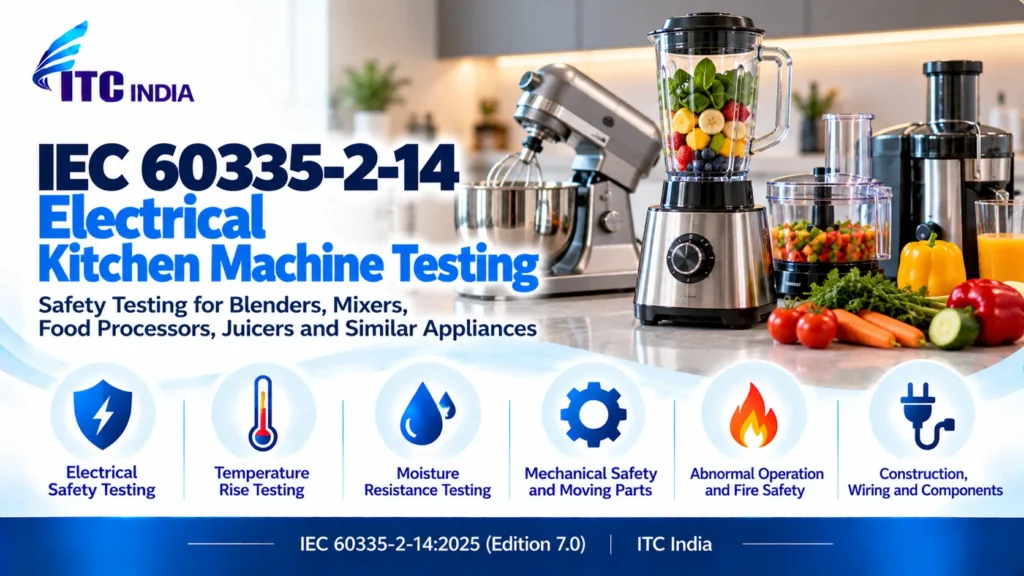 ITC INDIA
IEC 60335-2-14
Electrical
Kitchen Machine Testing
Safety Testing for Blenders, Mixers,
Food Processors, Juicers and Similar Appliances
Electrical
Safety Testing
Temperature
Rise Testing
Moisture
Resistance Testing
Mechanical Safety
and Moving Parts
Abnormal Operation
and Fire Safety
Construction,
Wiring and Components
IEC 60335-2-14:2025 (Edition 7.0) | ITC India